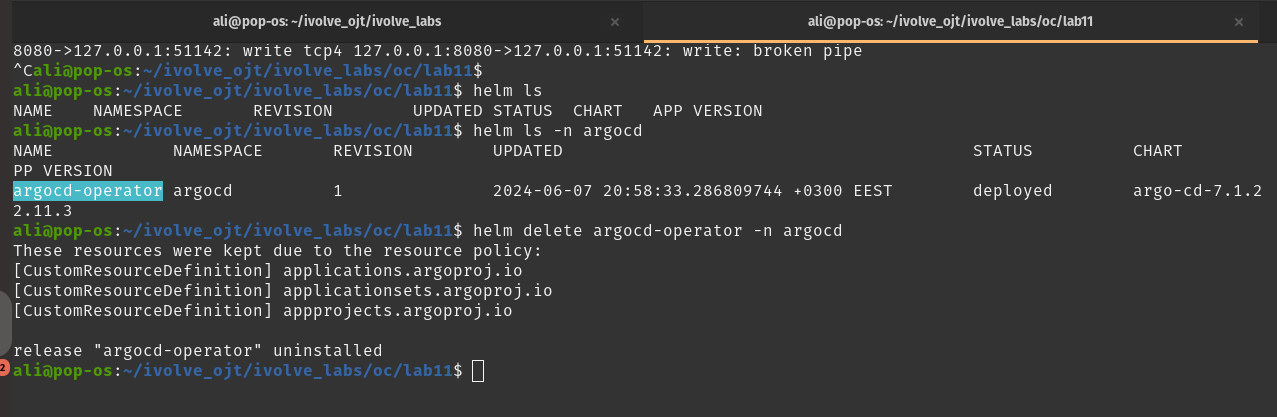 ali@pop-os: ~/ivolve_ojt/ivolve_labs × ali@pop-os: ~/ivolve_ojt/ivolve_labs/oc/lab11 ×
8080->127.0.0.1:51142: write tcp4 127.0.0.1:8080->127.0.0.1:51142: write: broken pipe
^Cali@pop-os:~/ivolve_ojt/ivolve_labs/oc/lab11$
ali@pop-os:~/ivolve_ojt/ivolve_labs/oc/lab11$ helm ls
NAME    NAMESPACE       REVISION        UPDATED STATUS  CHART   APP VERSION
ali@pop-os:~/ivolve_ojt/ivolve_labs/oc/lab11$ helm ls -n argocd
NAME            NAMESPACE       REVISION        UPDATED                                         STATUS          CHART
PP VERSION
argocd-operator argocd          1               2024-06-07 20:58:33.286809744 +0300 EEST        deployed        argo-cd-7.1.2
2.11.3
ali@pop-os:~/ivolve_ojt/ivolve_labs/oc/lab11$ helm delete argocd-operator -n argocd
These resources were kept due to the resource policy:
[CustomResourceDefinition] applications.argoproj.io
[CustomResourceDefinition] applicationsets.argoproj.io
[CustomResourceDefinition] appprojects.argoproj.io
release "argocd-operator" uninstalled
2
ali@pop-os:~/ivolve_ojt/ivolve_labs/oc/lab11$